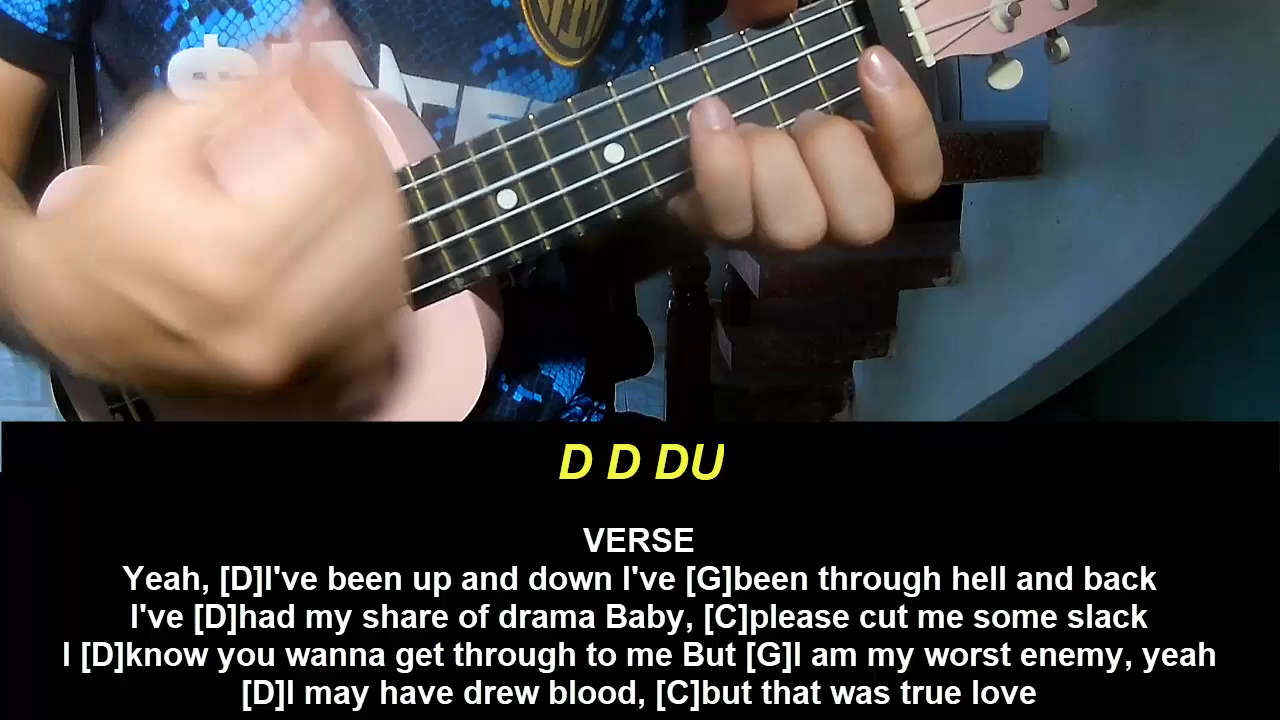 D D DU
VERSE
Yeah, [D]I've been up and down I've [G]been through hell and back
I've [D]had my share of drama Baby, [C]please cut me some slack
I [D]know you wanna get through to me But [G]I am my worst enemy, yeah
[D]I may have drew blood, [C]but that was true love